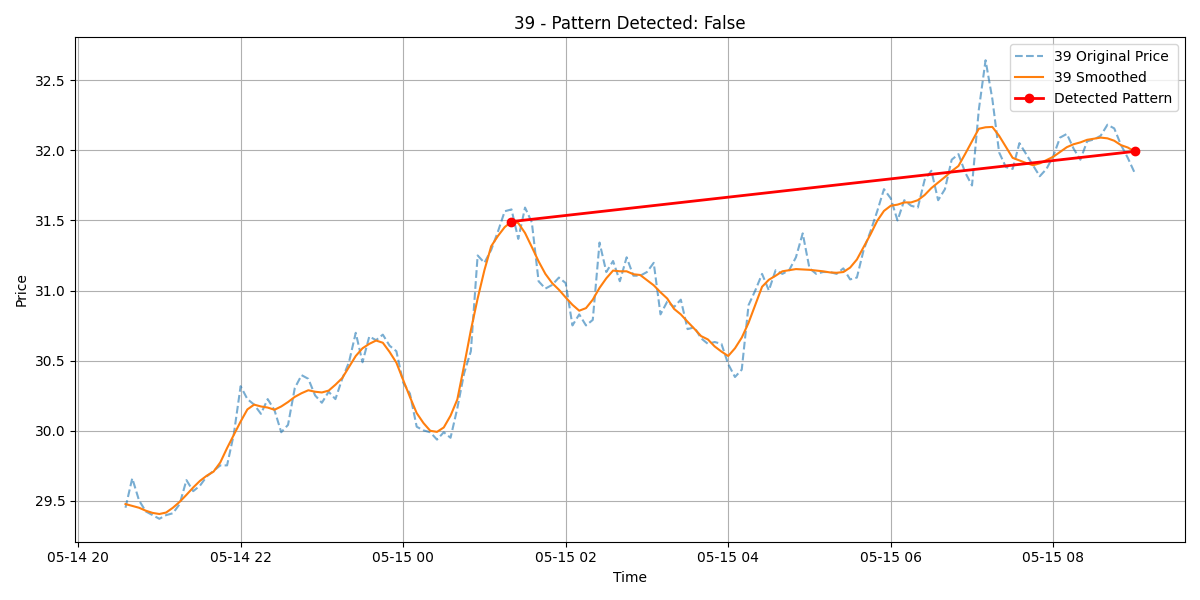 39 - Pattern Detected: False
39 Original Price
39 Smoothed
Detected Pattern
Price
32.5
32.0
31.5
31.0
30.5
30.0
29.5
05-14 20
05-14 22
05-15 00
05-15 02
05-15 04
05-15 06
05-15 08
Time